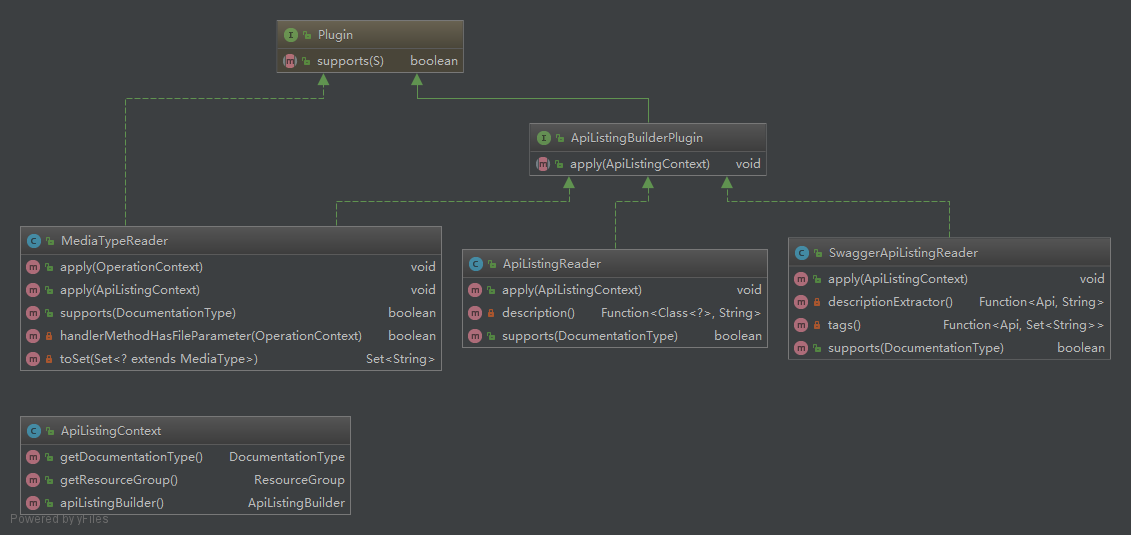 Plugin
supports(S) boolean
ApiListingBuilderPlugin
apply(ApiListingContext) void
MediaTypeReader
apply(OperationContext) void
apply(ApiListingContext) void
supports(DocumentationType) boolean
handlerMethodHasFileParameter(OperationContext) boolean
toSet(Set<? extends MediaType>) Set<String>
ApiListingReader
apply(ApiListingContext) void
description() Function<Class<?>, String>
supports(DocumentationType) boolean
SwaggerApiListingReader
apply(ApiListingContext) void
descriptionExtractor() Function<Api, String>
tags() Function<Api, Set<String>>
supports(DocumentationType) boolean
ApiListingContext
getDocumentationType() DocumentationType
getResourceGroup() ResourceGroup
apiListingBuilder() ApiListingBuilder
Powered by yFiles